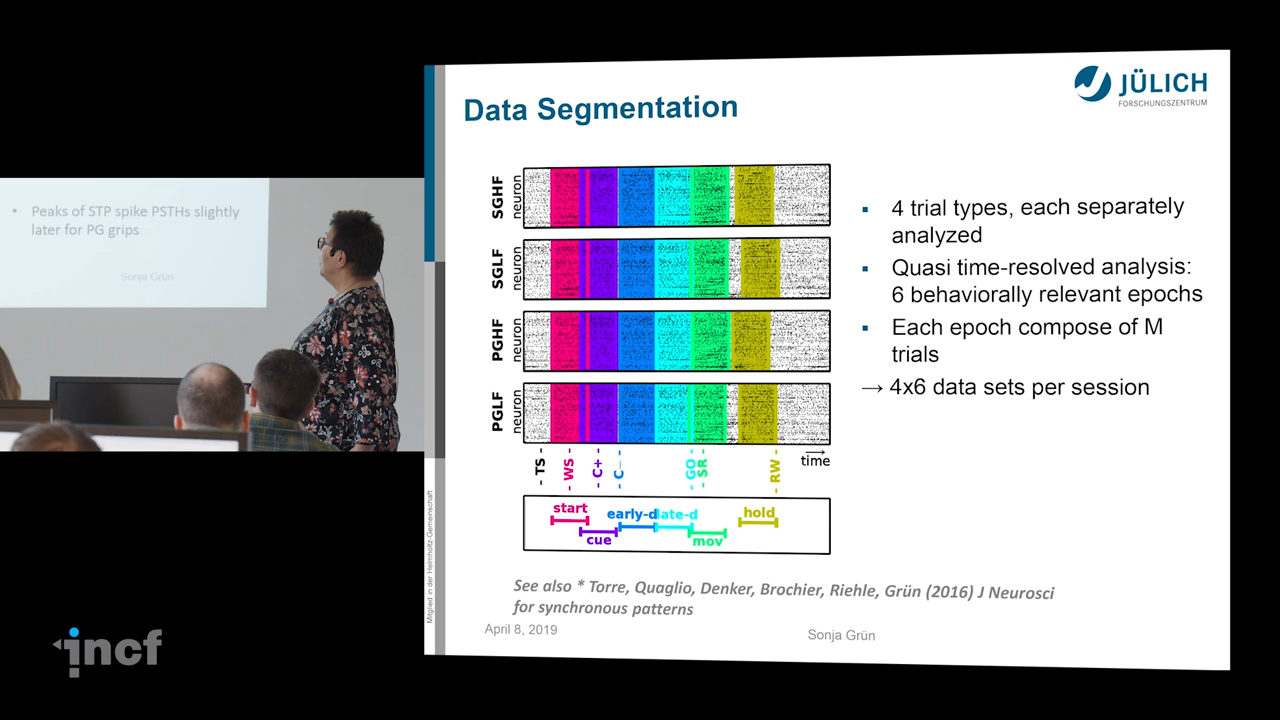 • Peaks of STP spike PSTHs slightly
later for PG grips
Sonja Grün
Data Segmentation
JÜLICH
FORSCHUNGSZENTRUM
SGHF
neuron
SGLF
neuron
PGHF
neuron
PGLF
neuron
- TS -
- WS -
- C+ -
- C- -
- GO -
- SR -
- RW -
→
time
start
cue
early-d
late-d
mov
hold
▪ 4 trial types, each separately
analyzed
▪ Quasi time-resolved analysis:
6 behaviorally relevant epochs
▪ Each epoch compose of M
trials
→ 4x6 data sets per session
See also * Torre, Quaglio, Denker, Brochier, Riehle, Grün (2016) J Neurosci
for synchronous patterns
April 8, 2019
Sonja Grün
Mitglied in der Helmholtz-Gemeinschaft
incf